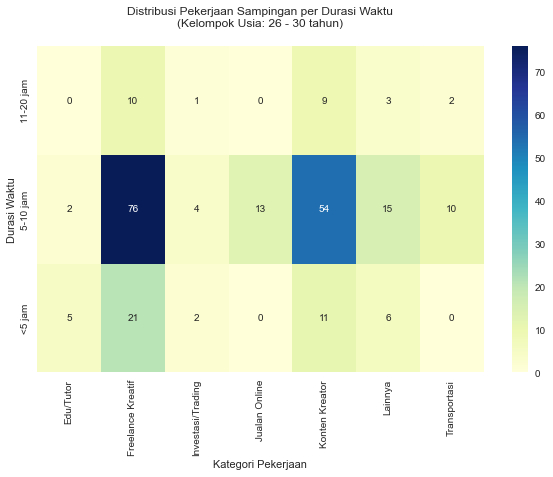 Distribusi Pekerjaan Sampingan per Durasi Waktu
(Kelompok Usia: 26 - 30 tahun)
Durasi Waktu
11-20 jam
0 10 1 0 9 3 2
5-10 jam
2 76 4 13 54 15 10
<5 jam
5 21 2 0 11 6 0
Edu/Tutor
Freelance Kreatif
Investasi/Trading
Jualan Online
Konten Kreator
Lainnya
Transportasi
Kategori Pekerjaan
70
60
50
40
30
20
10
0